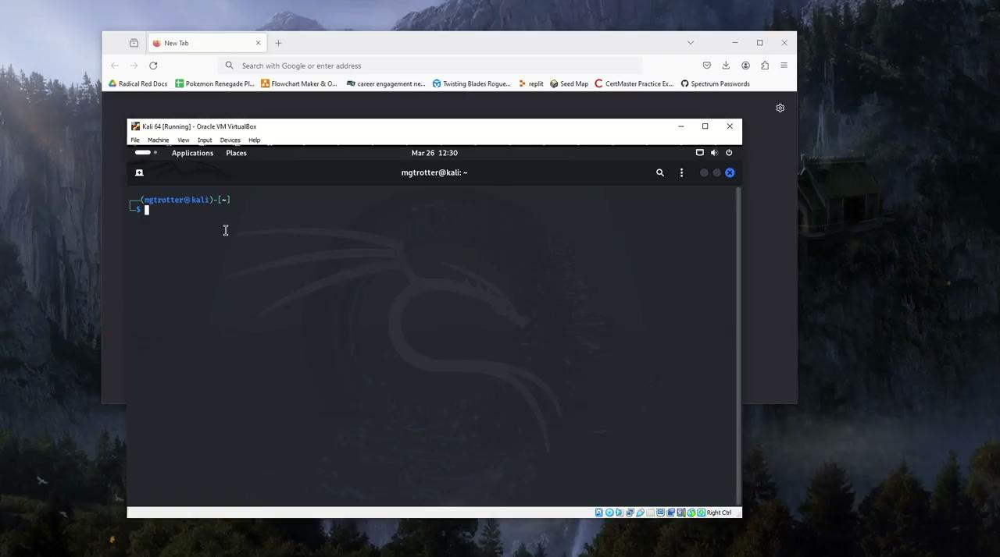 New Tab
Search with Google or enter address
Radical Red Docs Pokemon Renegade Pl... Flowchart Maker & O... career engagement ne... Twisting Blades Rogue... replit Seed Map CertMaster Practice Ex... Spectrum Passwords
Kali 64 [Running] - Oracle VM VirtualBox
File Machine View Input Devices Help
Applications Places Mar 26 12:30
mgtrotter@kali: ~
┌──(mgtrotter㉿kali)-[~]
└─$
Right Ctrl